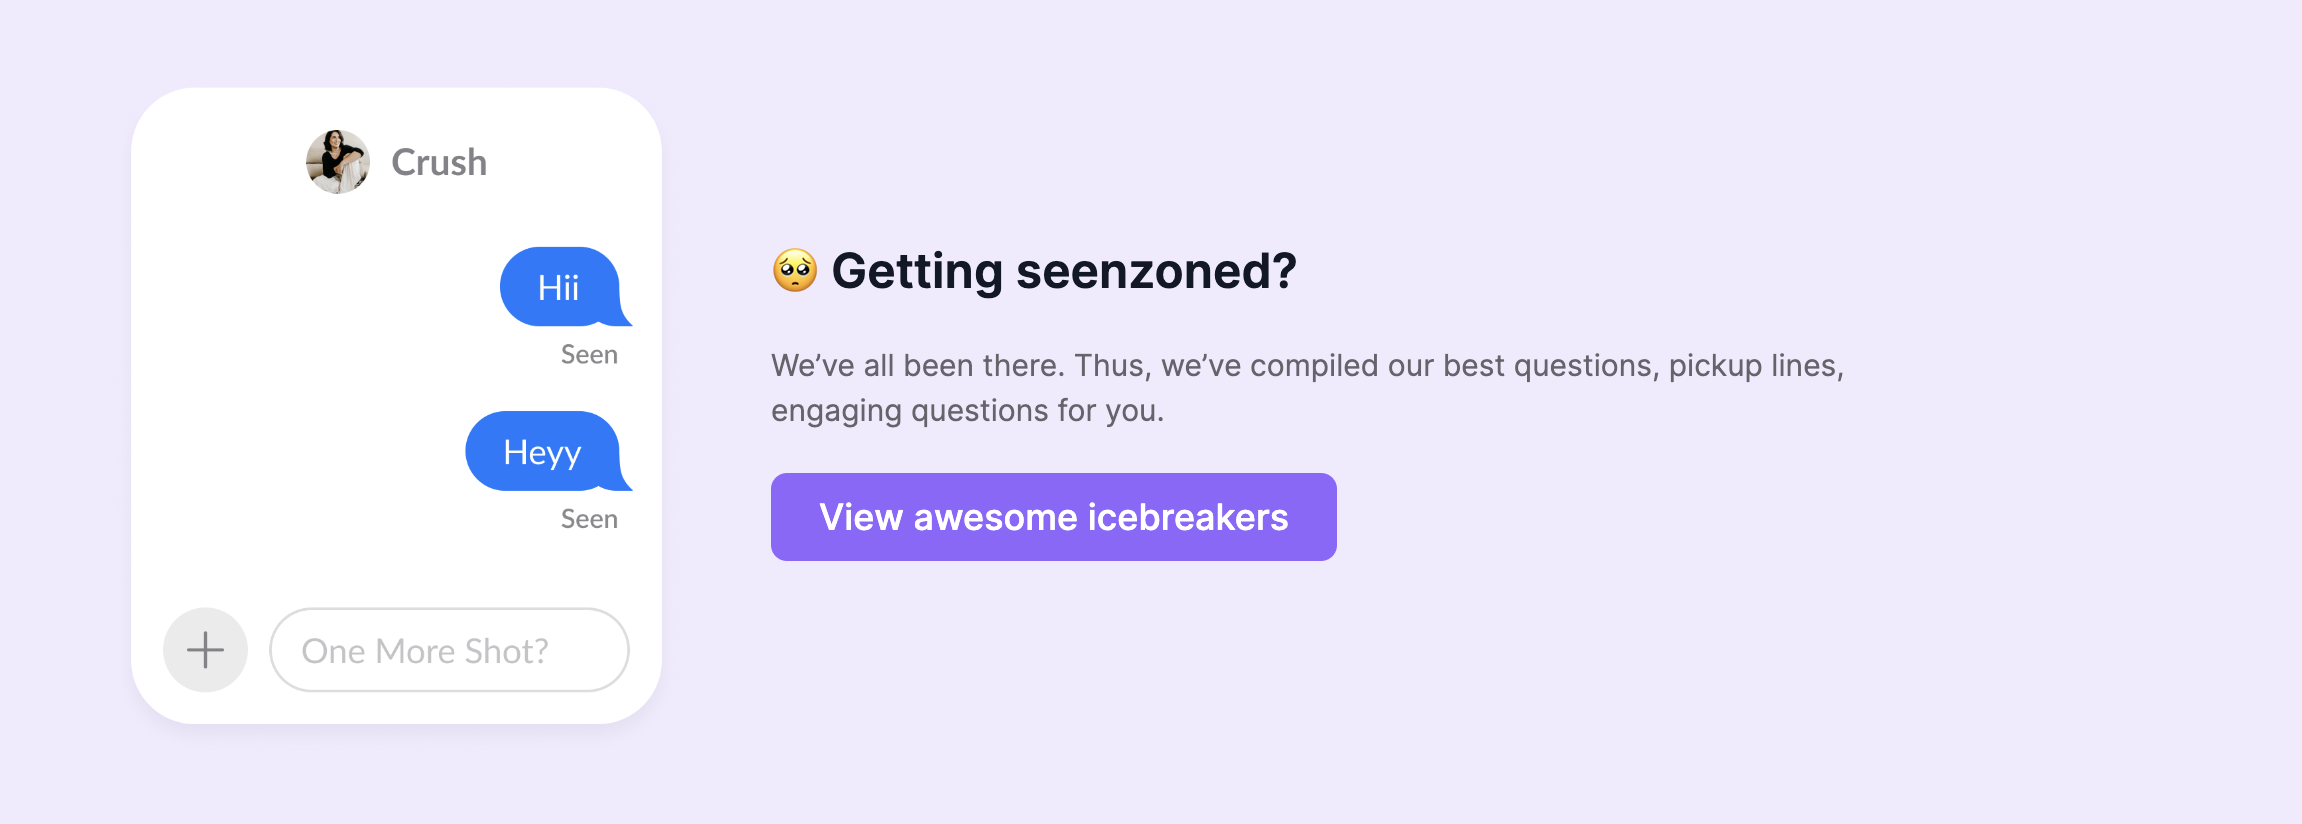 Crush
Hii
Seen
Heyy
Seen
One More Shot?
🥺 Getting seenzoned?
We’ve all been there. Thus, we’ve compiled our best questions, pickup lines,
engaging questions for you.
View awesome icebreakers